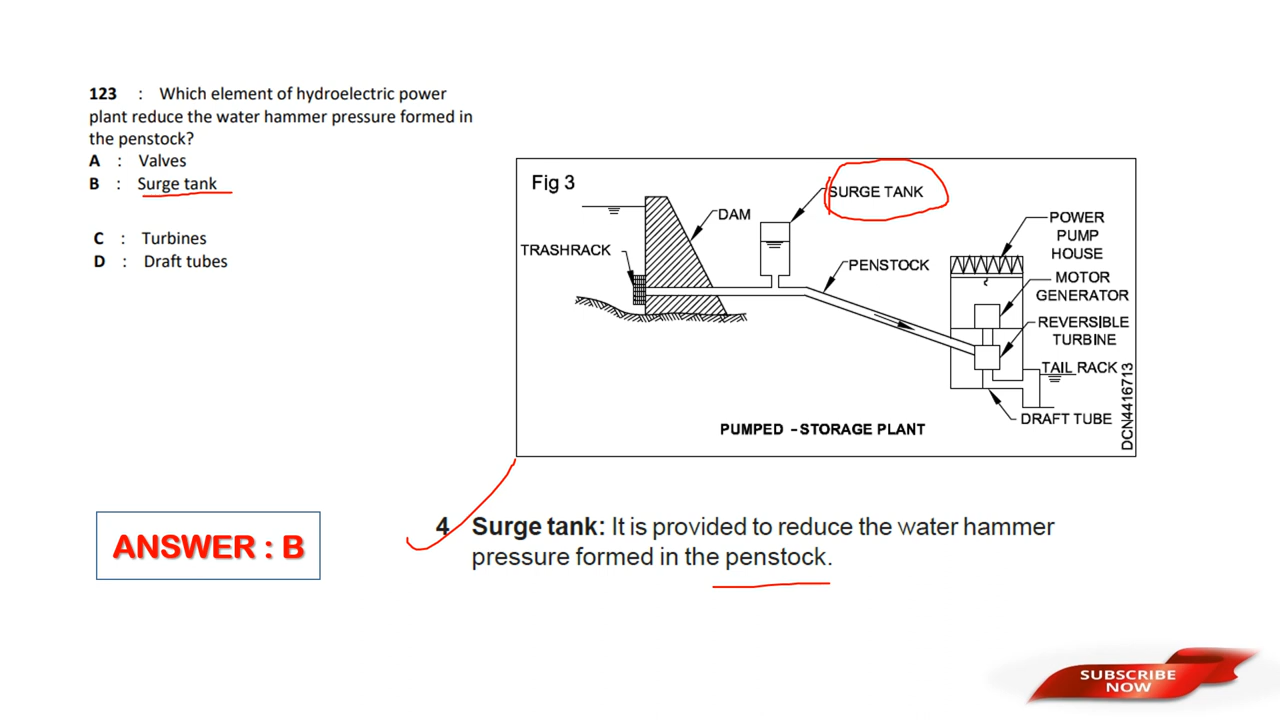 123 : Which element of hydroelectric power
plant reduce the water hammer pressure formed in
the penstock?
A : Valves
B : Surge tank
C : Turbines
D : Draft tubes
Fig 3
SURGE TANK
DAM
TRASHRACK
PENSTOCK
POWER
PUMP
HOUSE
MOTOR
GENERATOR
REVERSIBLE
TURBINE
TAIL RACK
DRAFT TUBE
DCN4416713
PUMPED - STORAGE PLANT
ANSWER : B
4 Surge tank: It is provided to reduce the water hammer
pressure formed in the penstock.
SUBSCRIBE
NOW